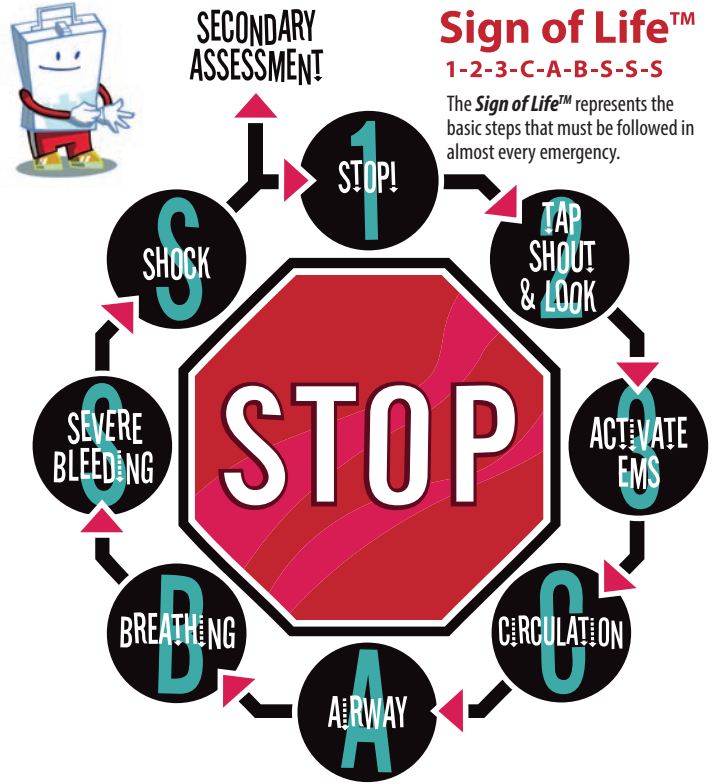 SECONDARY
ASSESSMENT
Sign of Life™
1-2-3-C-A-B-S-S-S
The Sign of Life™ represents the
basic steps that must be followed in
almost every emergency.
1
STOP!
2
TAP
SHOUT
& LOOK
3
ACTIVATE
EMS
C
CIRCULATION
A
AIRWAY
B
BREATHING
S
SEVERE
BLEEDING
S
SHOCK
STOP